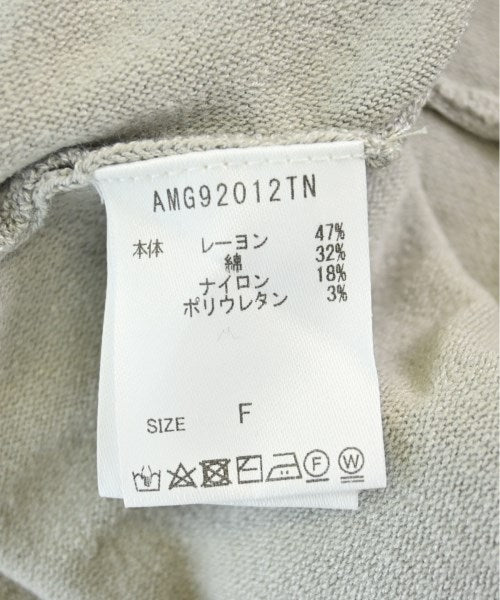 AMG92012TN
本体 レーヨン 47%
綿 32%
ナイロン 18%
ポリウレタン 3%
SIZE F
F W